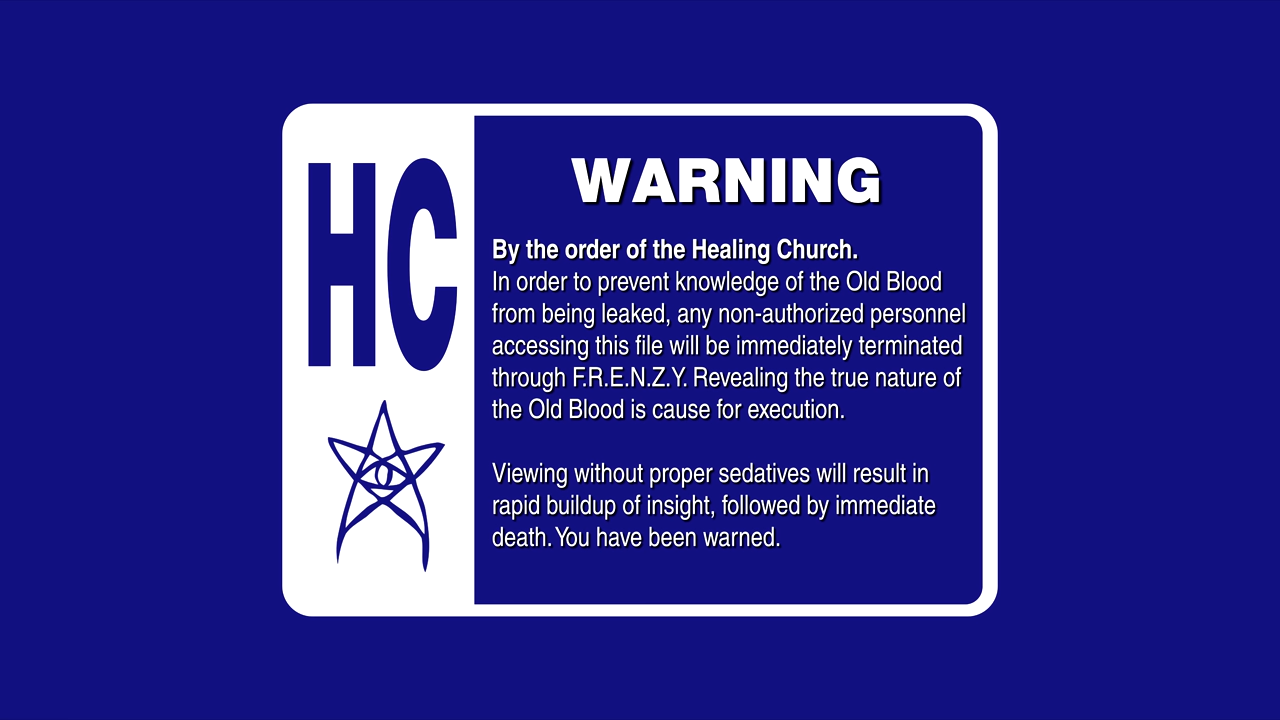 HC
WARNING
By the order of the Healing Church.
In order to prevent knowledge of the Old Blood
from being leaked, any non-authorized personnel
accessing this file will be immediately terminated
through F.R.E.N.Z.Y. Revealing the true nature of
the Old Blood is cause for execution.
Viewing without proper sedatives will result in
rapid buildup of insight, followed by immediate
death. You have been warned.